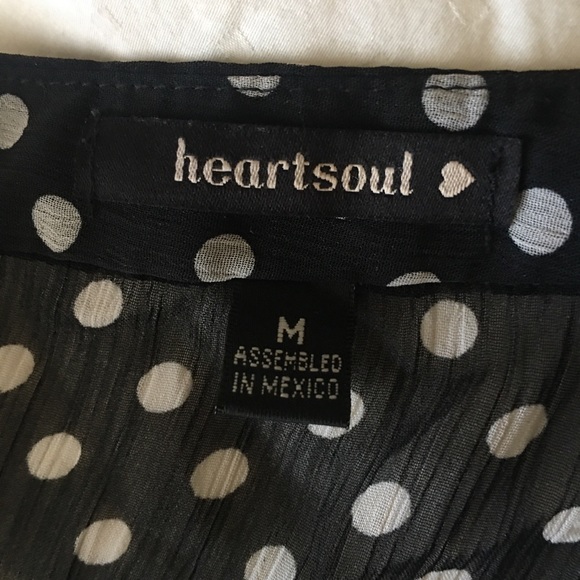 heartsoul
M
ASSEMBLED
IN MEXICO